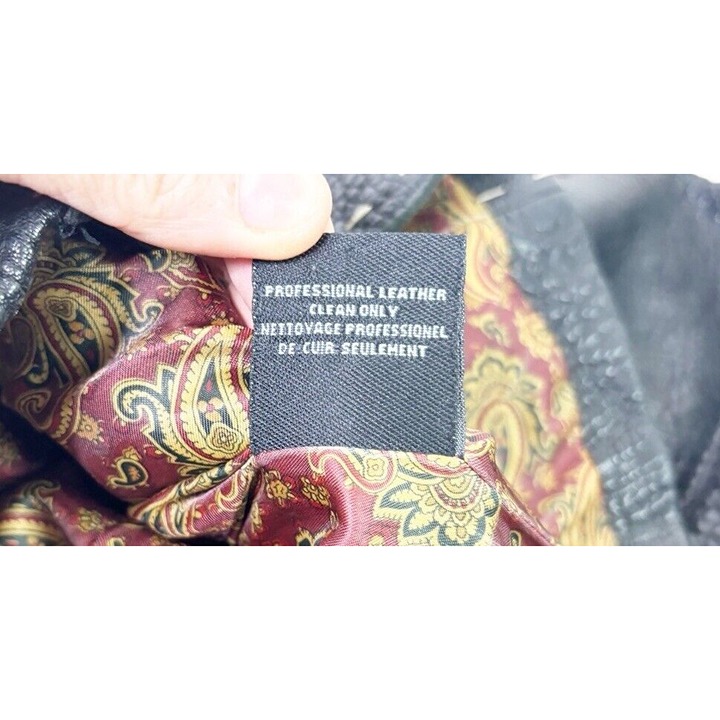 PROFESSIONAL LEATHER
CLEAN ONLY
NETTOYAGE PROFESSIONEL
DE CUIR SEULEMENT